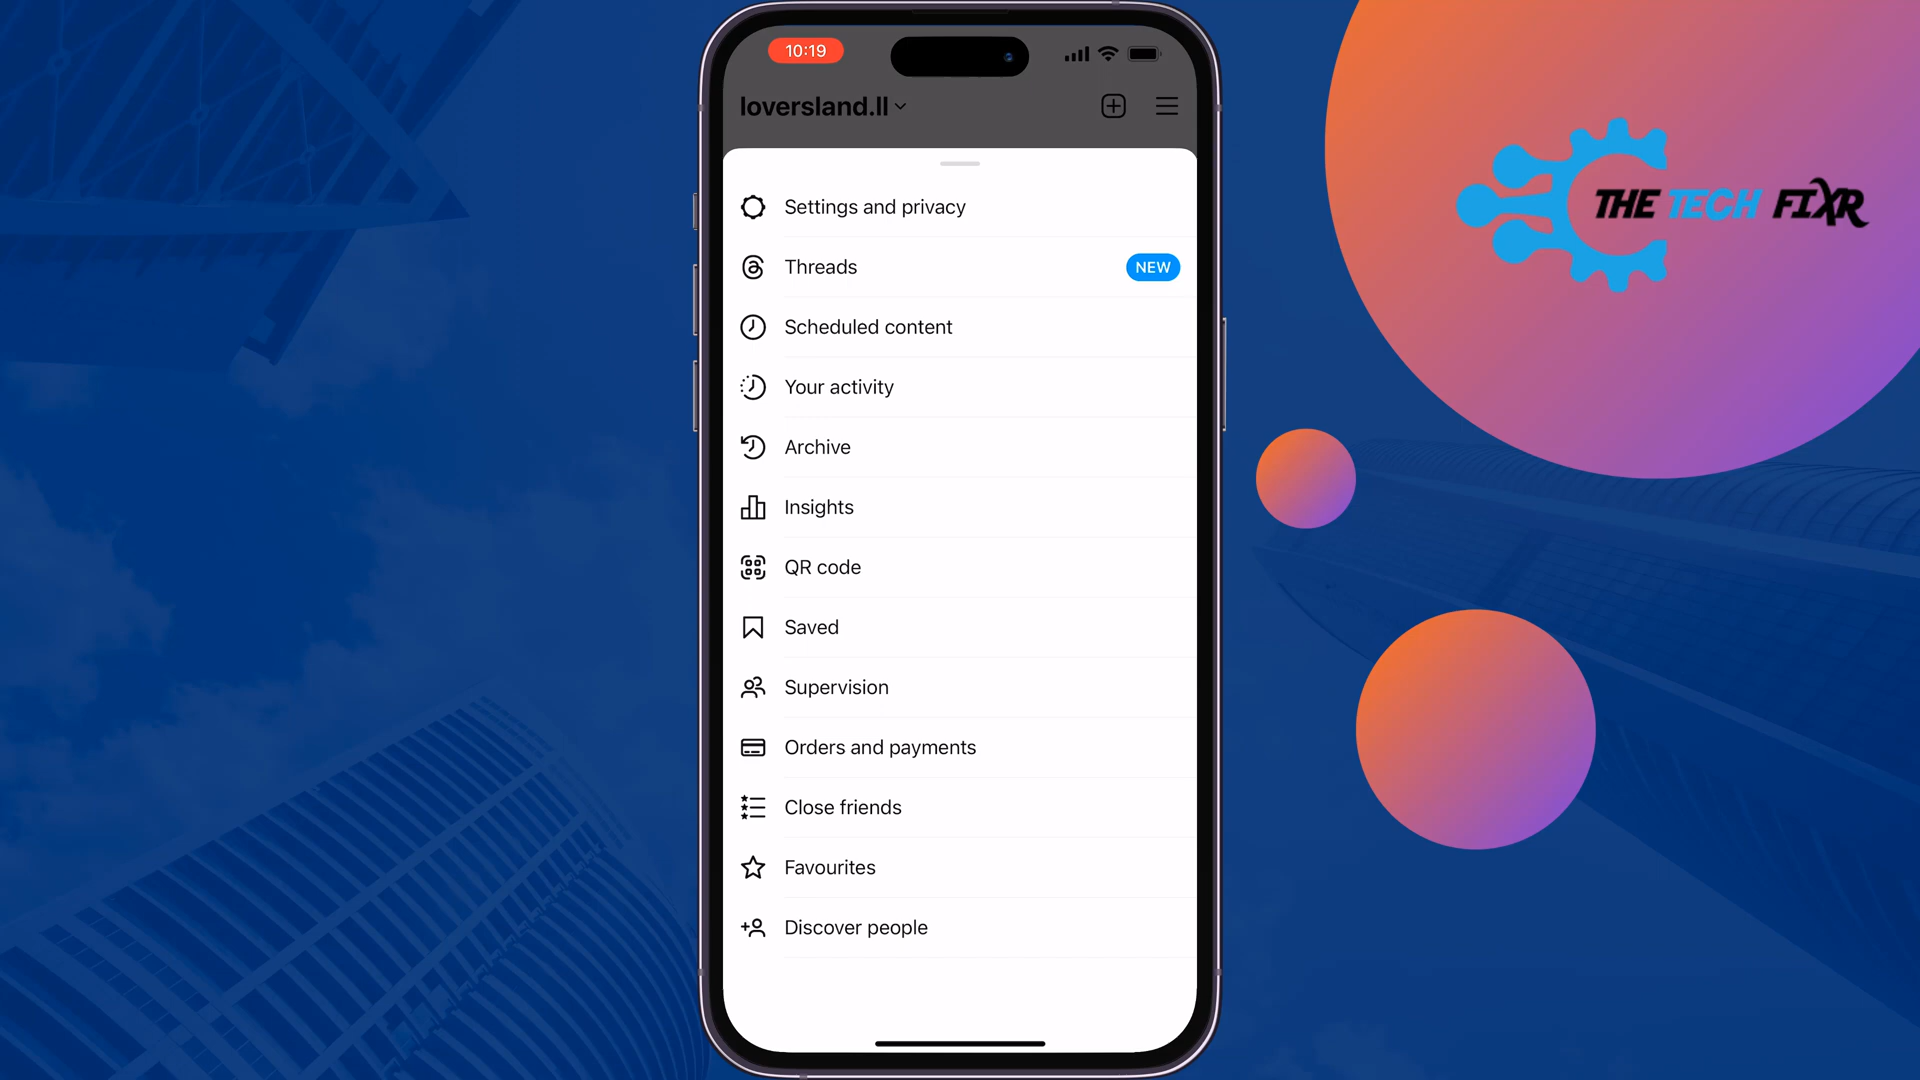 10:19
loversland.ll
THE TECH FIXR
Settings and privacy
Threads
NEW
Scheduled content
Your activity
Archive
Insights
QR code
Saved
Supervision
Orders and payments
Close friends
Favourites
Discover people